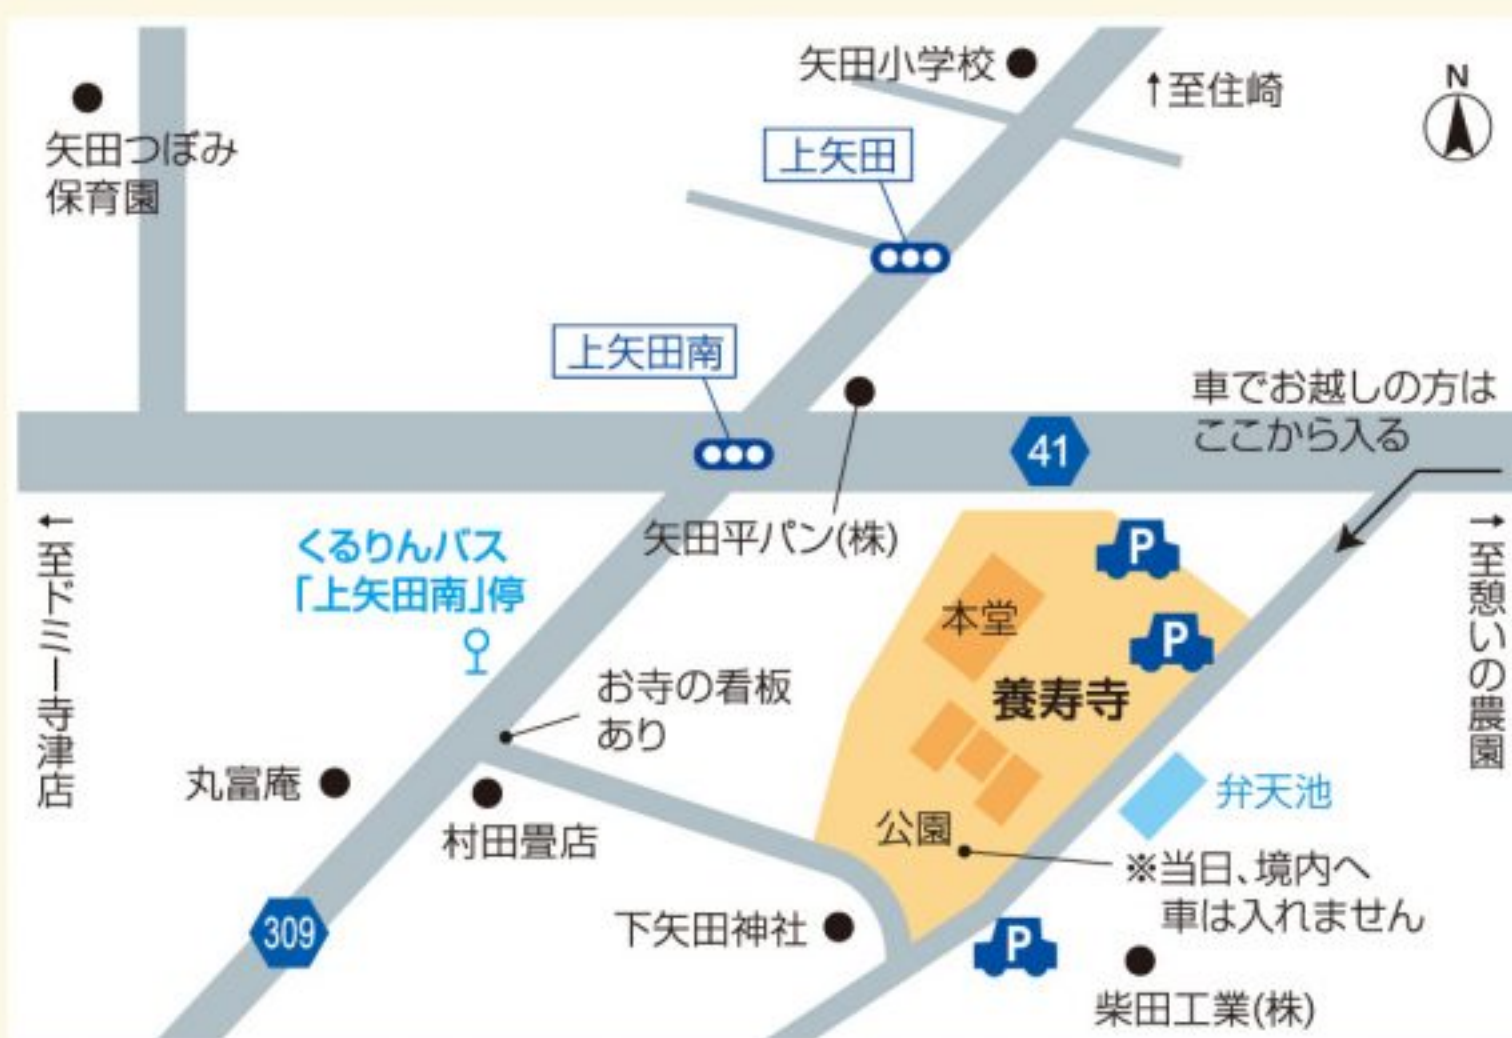 矢田小学校
↑至住崎
N
矢田つぼみ
保育園
上矢田
上矢田南
車でお越しの方は
ここから入る
41
矢田平パン(株)
くるりんバス
「上矢田南」停
←至ドミー寺津店
→至憩いの農園
P
本堂
P
養寿寺
お寺の看板
あり
丸富庵
村田畳店
弁天池
公園
※当日、境内へ
車は入れません
309
下矢田神社
P
柴田工業(株)